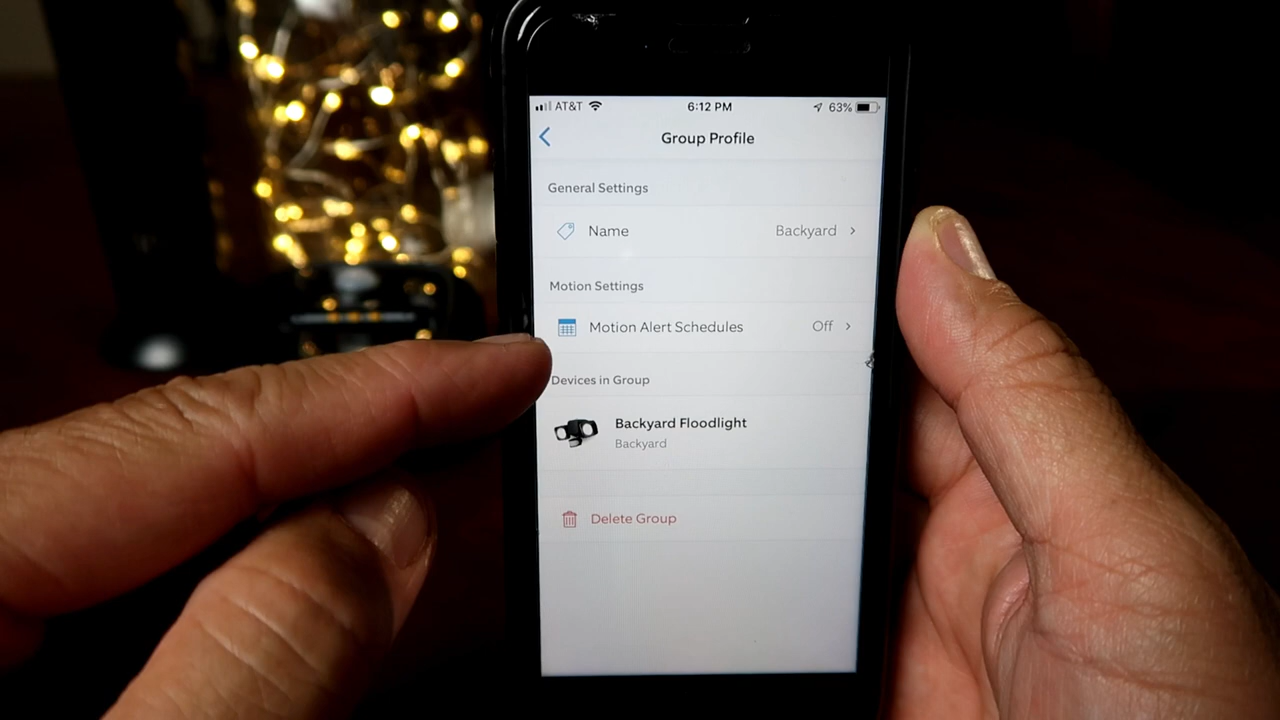 AT&T 6:12 PM 63%
Group Profile
General Settings
Name Backyard
Motion Settings
Motion Alert Schedules Off
Devices in Group
Backyard Floodlight
Backyard
Delete Group